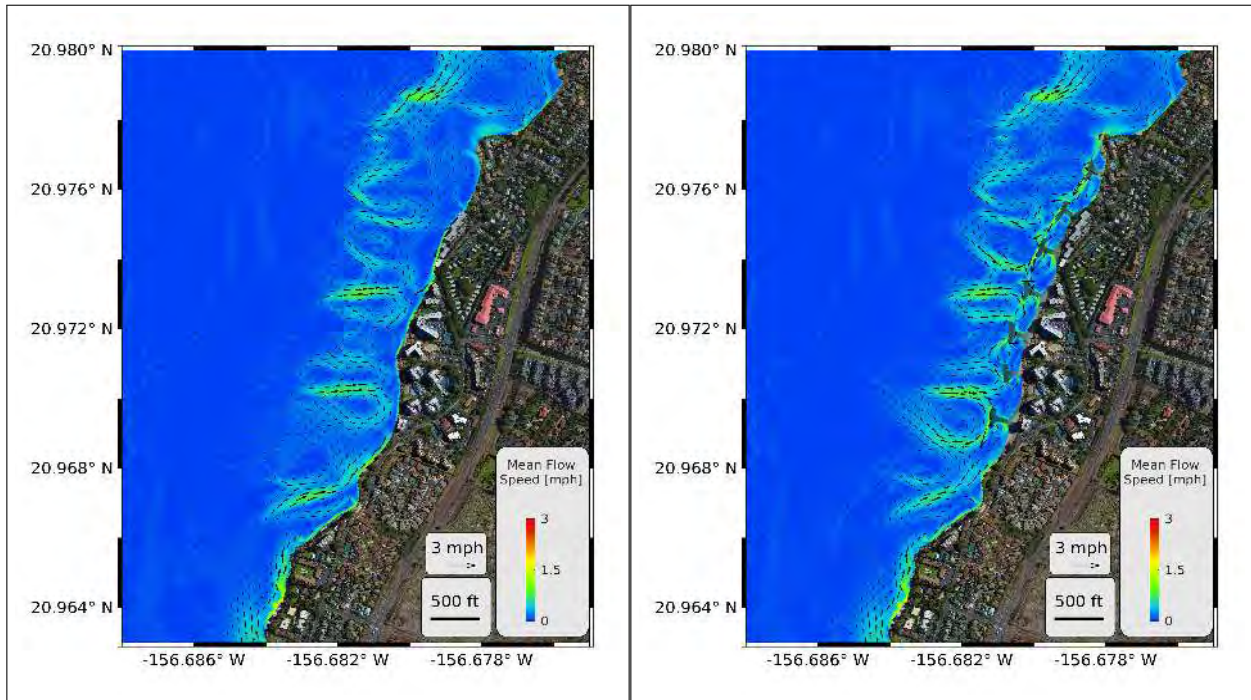 20.980° N
20.976° N
20.972° N
20.968° N
20.964° N
-156.686° W
-156.682° W
-156.678° W
Mean Flow
Speed [mph]
3
1.5
0
3 mph
500 ft
20.980° N
20.976° N
20.972° N
20.968° N
20.964° N
-156.686° W
-156.682° W
-156.678° W
Mean Flow
Speed [mph]
3
1.5
0
3 mph
500 ft